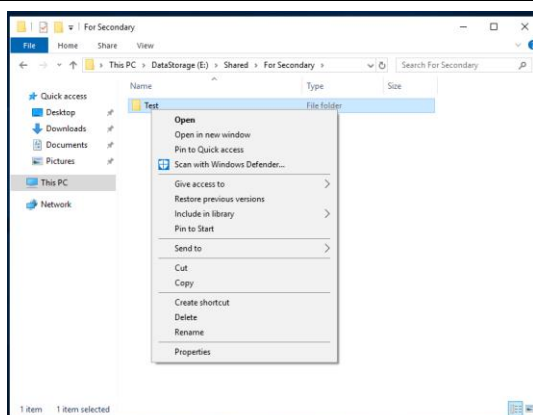 For Secondary
File Home Share View
This PC > DataStorage (E:) > Shared > For Secondary >
Search For Secondary
Name Type Size
Quick access
Desktop
Downloads
Documents
Pictures
This PC
Network
Test File folder
Open
Open in new window
Pin to Quick access
Scan with Windows Defender...
Give access to
Restore previous versions
Include in library
Pin to Start
Send to
Cut
Copy
Create shortcut
Delete
Rename
Properties
1 item 1 item selected